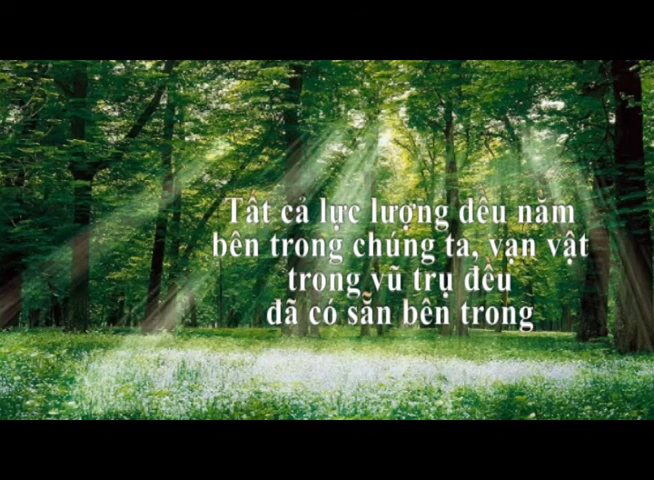 Tất cả lực lượng đều nằm
bên trong chúng ta, vạn vật
trong vũ trụ đều
đã có sẵn bên trong